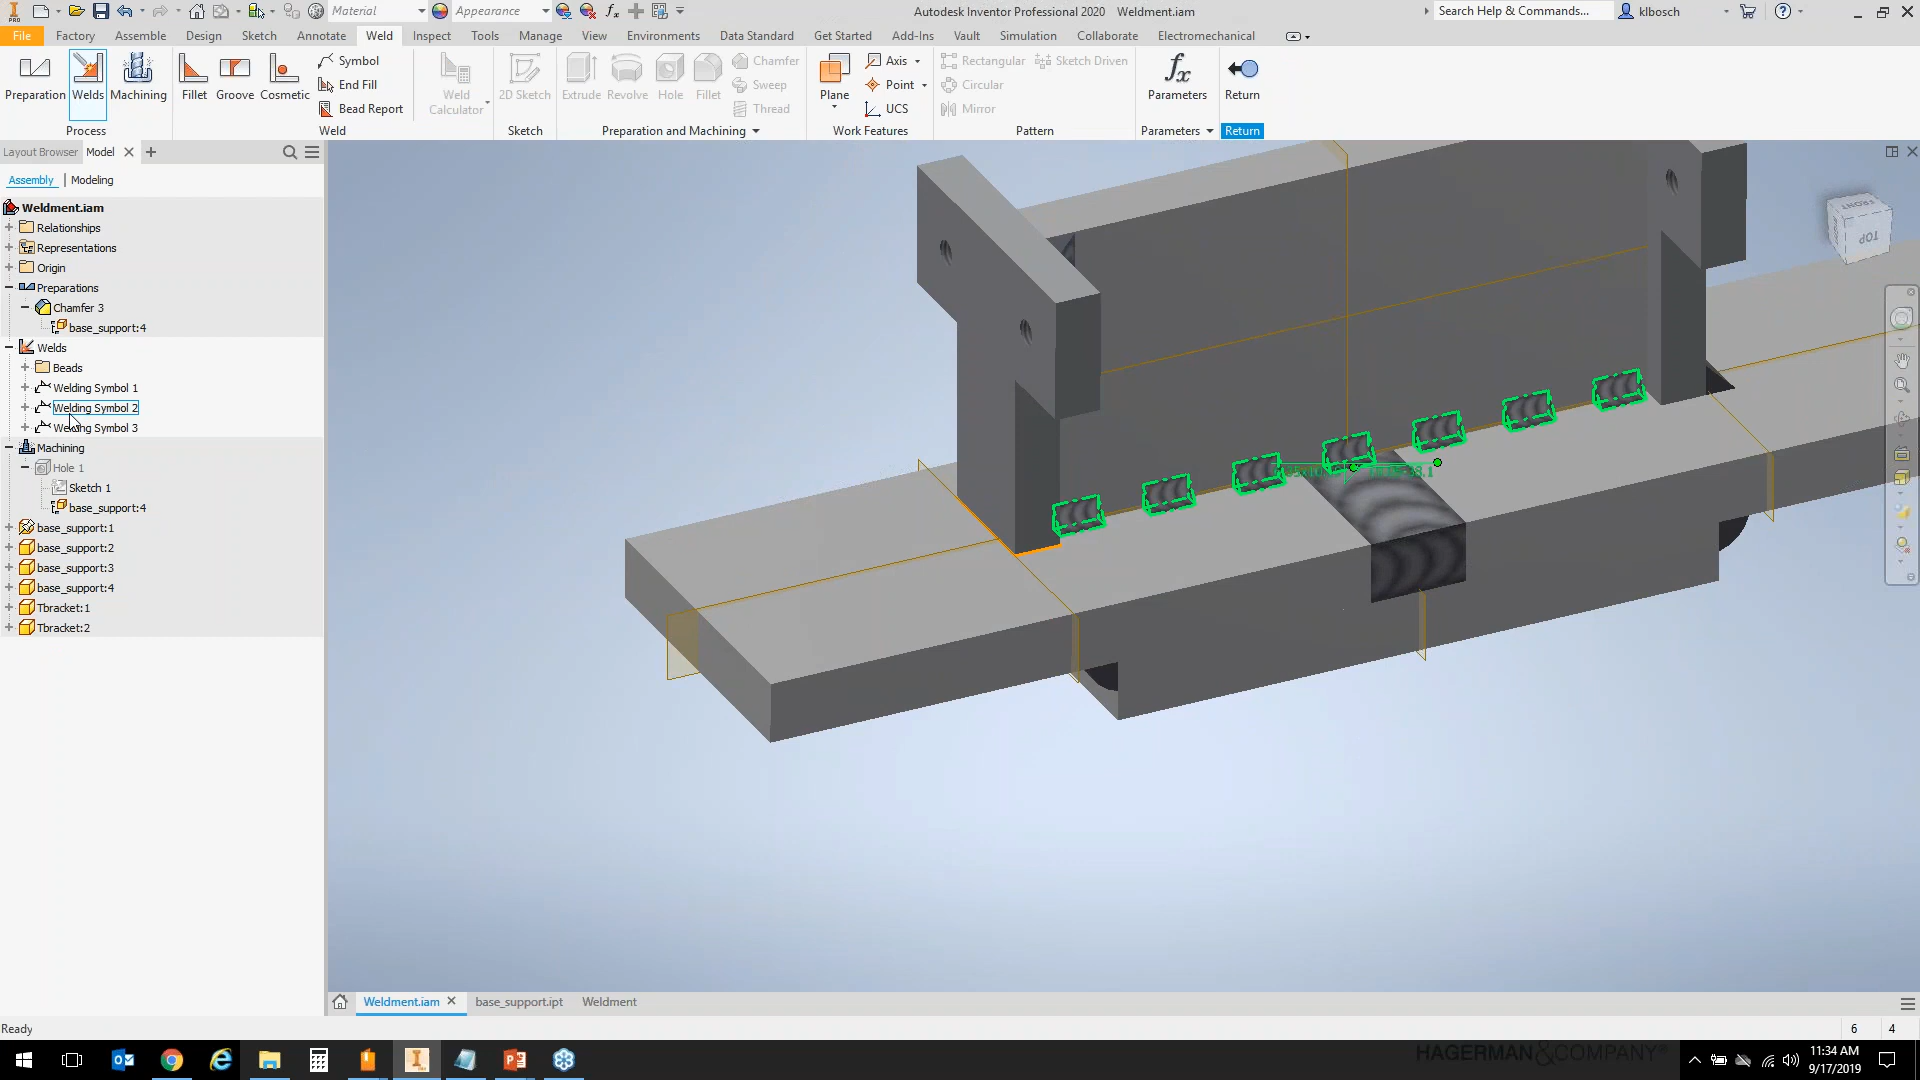 Material
Appearance
Autodesk Inventor Professional 2020 Weldment.iam
Search Help & Commands...
klbosch
File Factory Assemble Design Sketch Annotate Weld Inspect Tools Manage View Environments Data Standard Get Started Add-Ins Vault Simulation Collaborate Electromechanical
Preparation Welds Machining
Process
Fillet Groove Cosmetic
Symbol
End Fill
Bead Report
Weld Calculator
Weld
2D Sketch
Sketch
Extrude Revolve Hole Fillet
Chamfer
Sweep
Thread
Preparation and Machining
Plane
Axis
Point
UCS
Work Features
Rectangular Sketch Driven
Circular
Mirror
Pattern
Parameters
Parameters
Return
Return
Layout Browser Model
Assembly | Modeling
Weldment.iam
Relationships
Representations
Origin
Preparations
Chamfer 3
base_support:4
Welds
Beads
Welding Symbol 1
Welding Symbol 2
Welding Symbol 3
Machining
Hole 1
Sketch 1
base_support:4
base_support:1
base_support:2
base_support:3
base_support:4
Tbracket:1
Tbracket:2
FRONT
TOP
Weldment.iam base_support.ipt Weldment
Ready
6 4
HAGERMAN&COMPANY
11:34 AM
9/17/2019